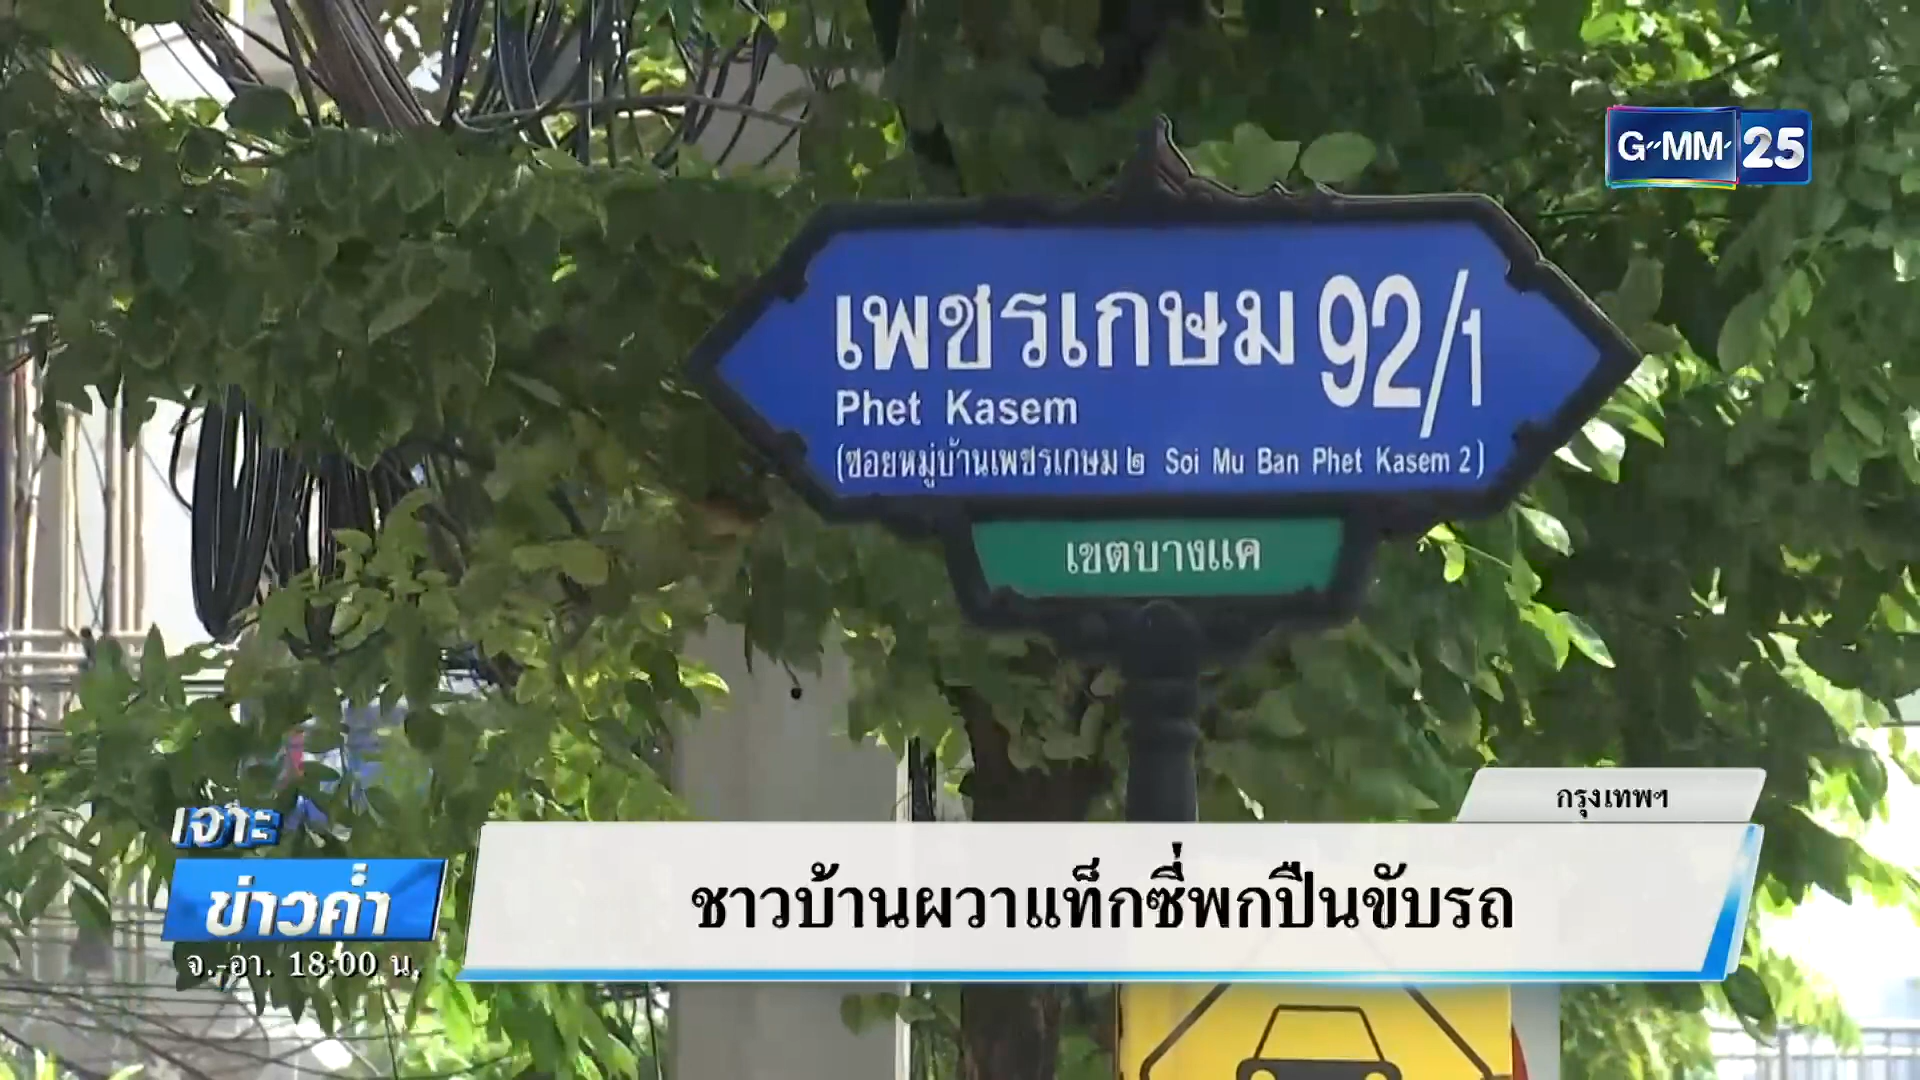 G-MM 25
เพชรเกษม 92/1
Phet Kasem
(ซอยหมู่บ้านเพชรเกษม ๒ Soi Mu Ban Phet Kasem 2)
เขตบางแค
กรุงเทพฯ
เจาะ
ข่าวค่ำ
จ.-อา. 18:00 น.
ชาวบ้านผวาแท็กซี่พกปืนขับรถ